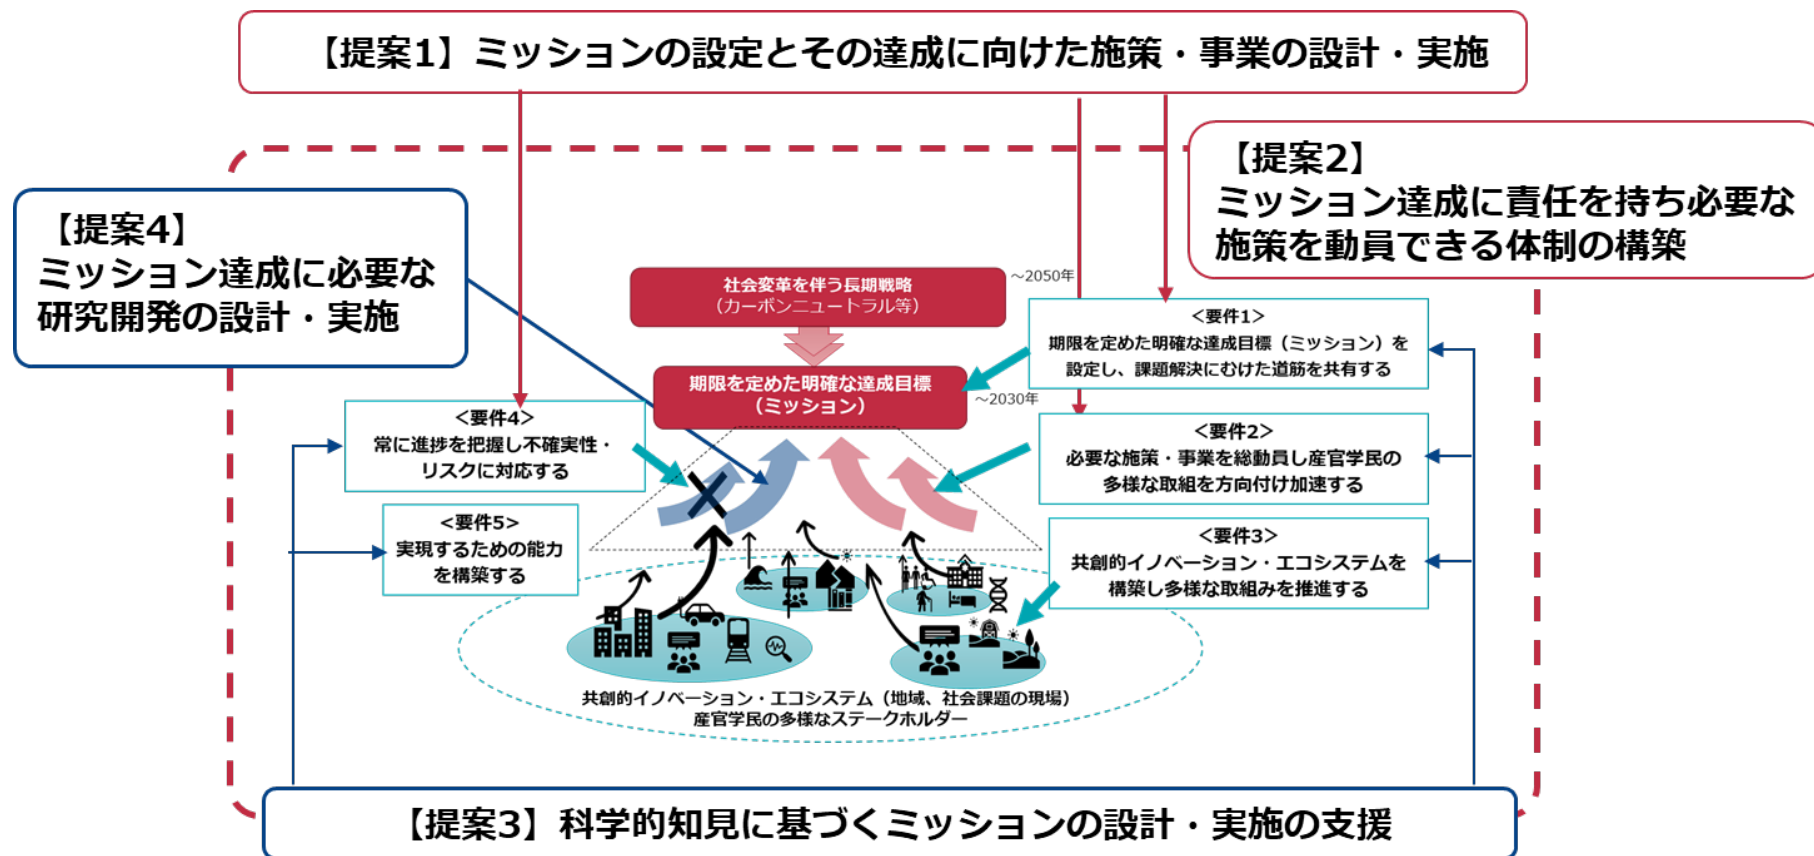 【提案1】ミッションの設定とその達成に向けた施策・事業の設計・実施
【提案2】
ミッション達成に責任を持ち必要な
施策を動員できる体制の構築
【提案4】
ミッション達成に必要な
研究開発の設計・実施
社会変革を伴う長期戦略
（カーボンニュートラル等）
～2050年
期限を定めた明確な達成目標
（ミッション）
～2030年
＜要件1＞
期限を定めた明確な達成目標（ミッション）を
設定し、課題解決にむけた道筋を共有する
＜要件4＞
常に進捗を把握し不確実性・
リスクに対応する
＜要件2＞
必要な施策・事業を総動員し産官学民の
多様な取組を方向付け加速する
＜要件5＞
実現するための能力
を構築する
＜要件3＞
共創的イノベーション・エコシステムを
構築し多様な取組みを推進する
共創的イノベーション・エコシステム（地域、社会課題の現場）
産官学民の多様なステークホルダー
【提案3】科学的知見に基づくミッションの設計・実施の支援